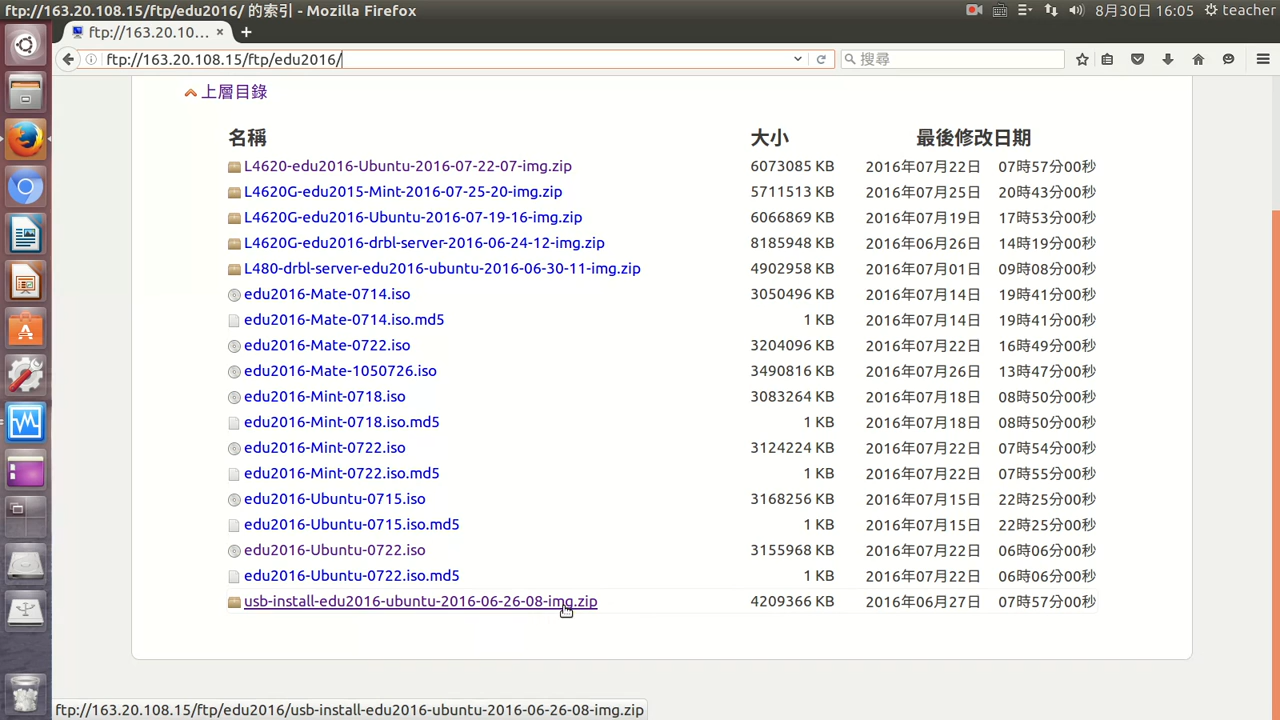 ftp://163.20.108.15/ftp/edu2016/ 的索引 - Mozilla Firefox
8月30日 16:05 teacher
ftp://163.20.10... × +
ftp://163.20.108.15/ftp/edu2016/
搜尋
上層目錄
名稱 大小 最後修改日期
L4620-edu2016-Ubuntu-2016-07-22-07-img.zip 6073085 KB 2016年07月22日 07時57分00秒
L4620G-edu2015-Mint-2016-07-25-20-img.zip 5711513 KB 2016年07月25日 20時43分00秒
L4620G-edu2016-Ubuntu-2016-07-19-16-img.zip 6066869 KB 2016年07月19日 17時53分00秒
L4620G-edu2016-drbl-server-2016-06-24-12-img.zip 8185948 KB 2016年06月26日 14時19分00秒
L480-drbl-server-edu2016-ubuntu-2016-06-30-11-img.zip 4902958 KB 2016年07月01日 09時08分00秒
edu2016-Mate-0714.iso 3050496 KB 2016年07月14日 19時41分00秒
edu2016-Mate-0714.iso.md5 1 KB 2016年07月14日 19時41分00秒
edu2016-Mate-0722.iso 3204096 KB 2016年07月22日 16時49分00秒
edu2016-Mate-1050726.iso 3490816 KB 2016年07月26日 13時47分00秒
edu2016-Mint-0718.iso 3083264 KB 2016年07月18日 08時50分00秒
edu2016-Mint-0718.iso.md5 1 KB 2016年07月18日 08時50分00秒
edu2016-Mint-0722.iso 3124224 KB 2016年07月22日 07時54分00秒
edu2016-Mint-0722.iso.md5 1 KB 2016年07月22日 07時55分00秒
edu2016-Ubuntu-0715.iso 3168256 KB 2016年07月15日 22時25分00秒
edu2016-Ubuntu-0715.iso.md5 1 KB 2016年07月15日 22時25分00秒
edu2016-Ubuntu-0722.iso 3155968 KB 2016年07月22日 06時06分00秒
edu2016-Ubuntu-0722.iso.md5 1 KB 2016年07月22日 06時06分00秒
usb-install-edu2016-ubuntu-2016-06-26-08-img.zip 4209366 KB 2016年06月27日 07時57分00秒
ftp://163.20.108.15/ftp/edu2016/usb-install-edu2016-ubuntu-2016-06-26-08-img.zip